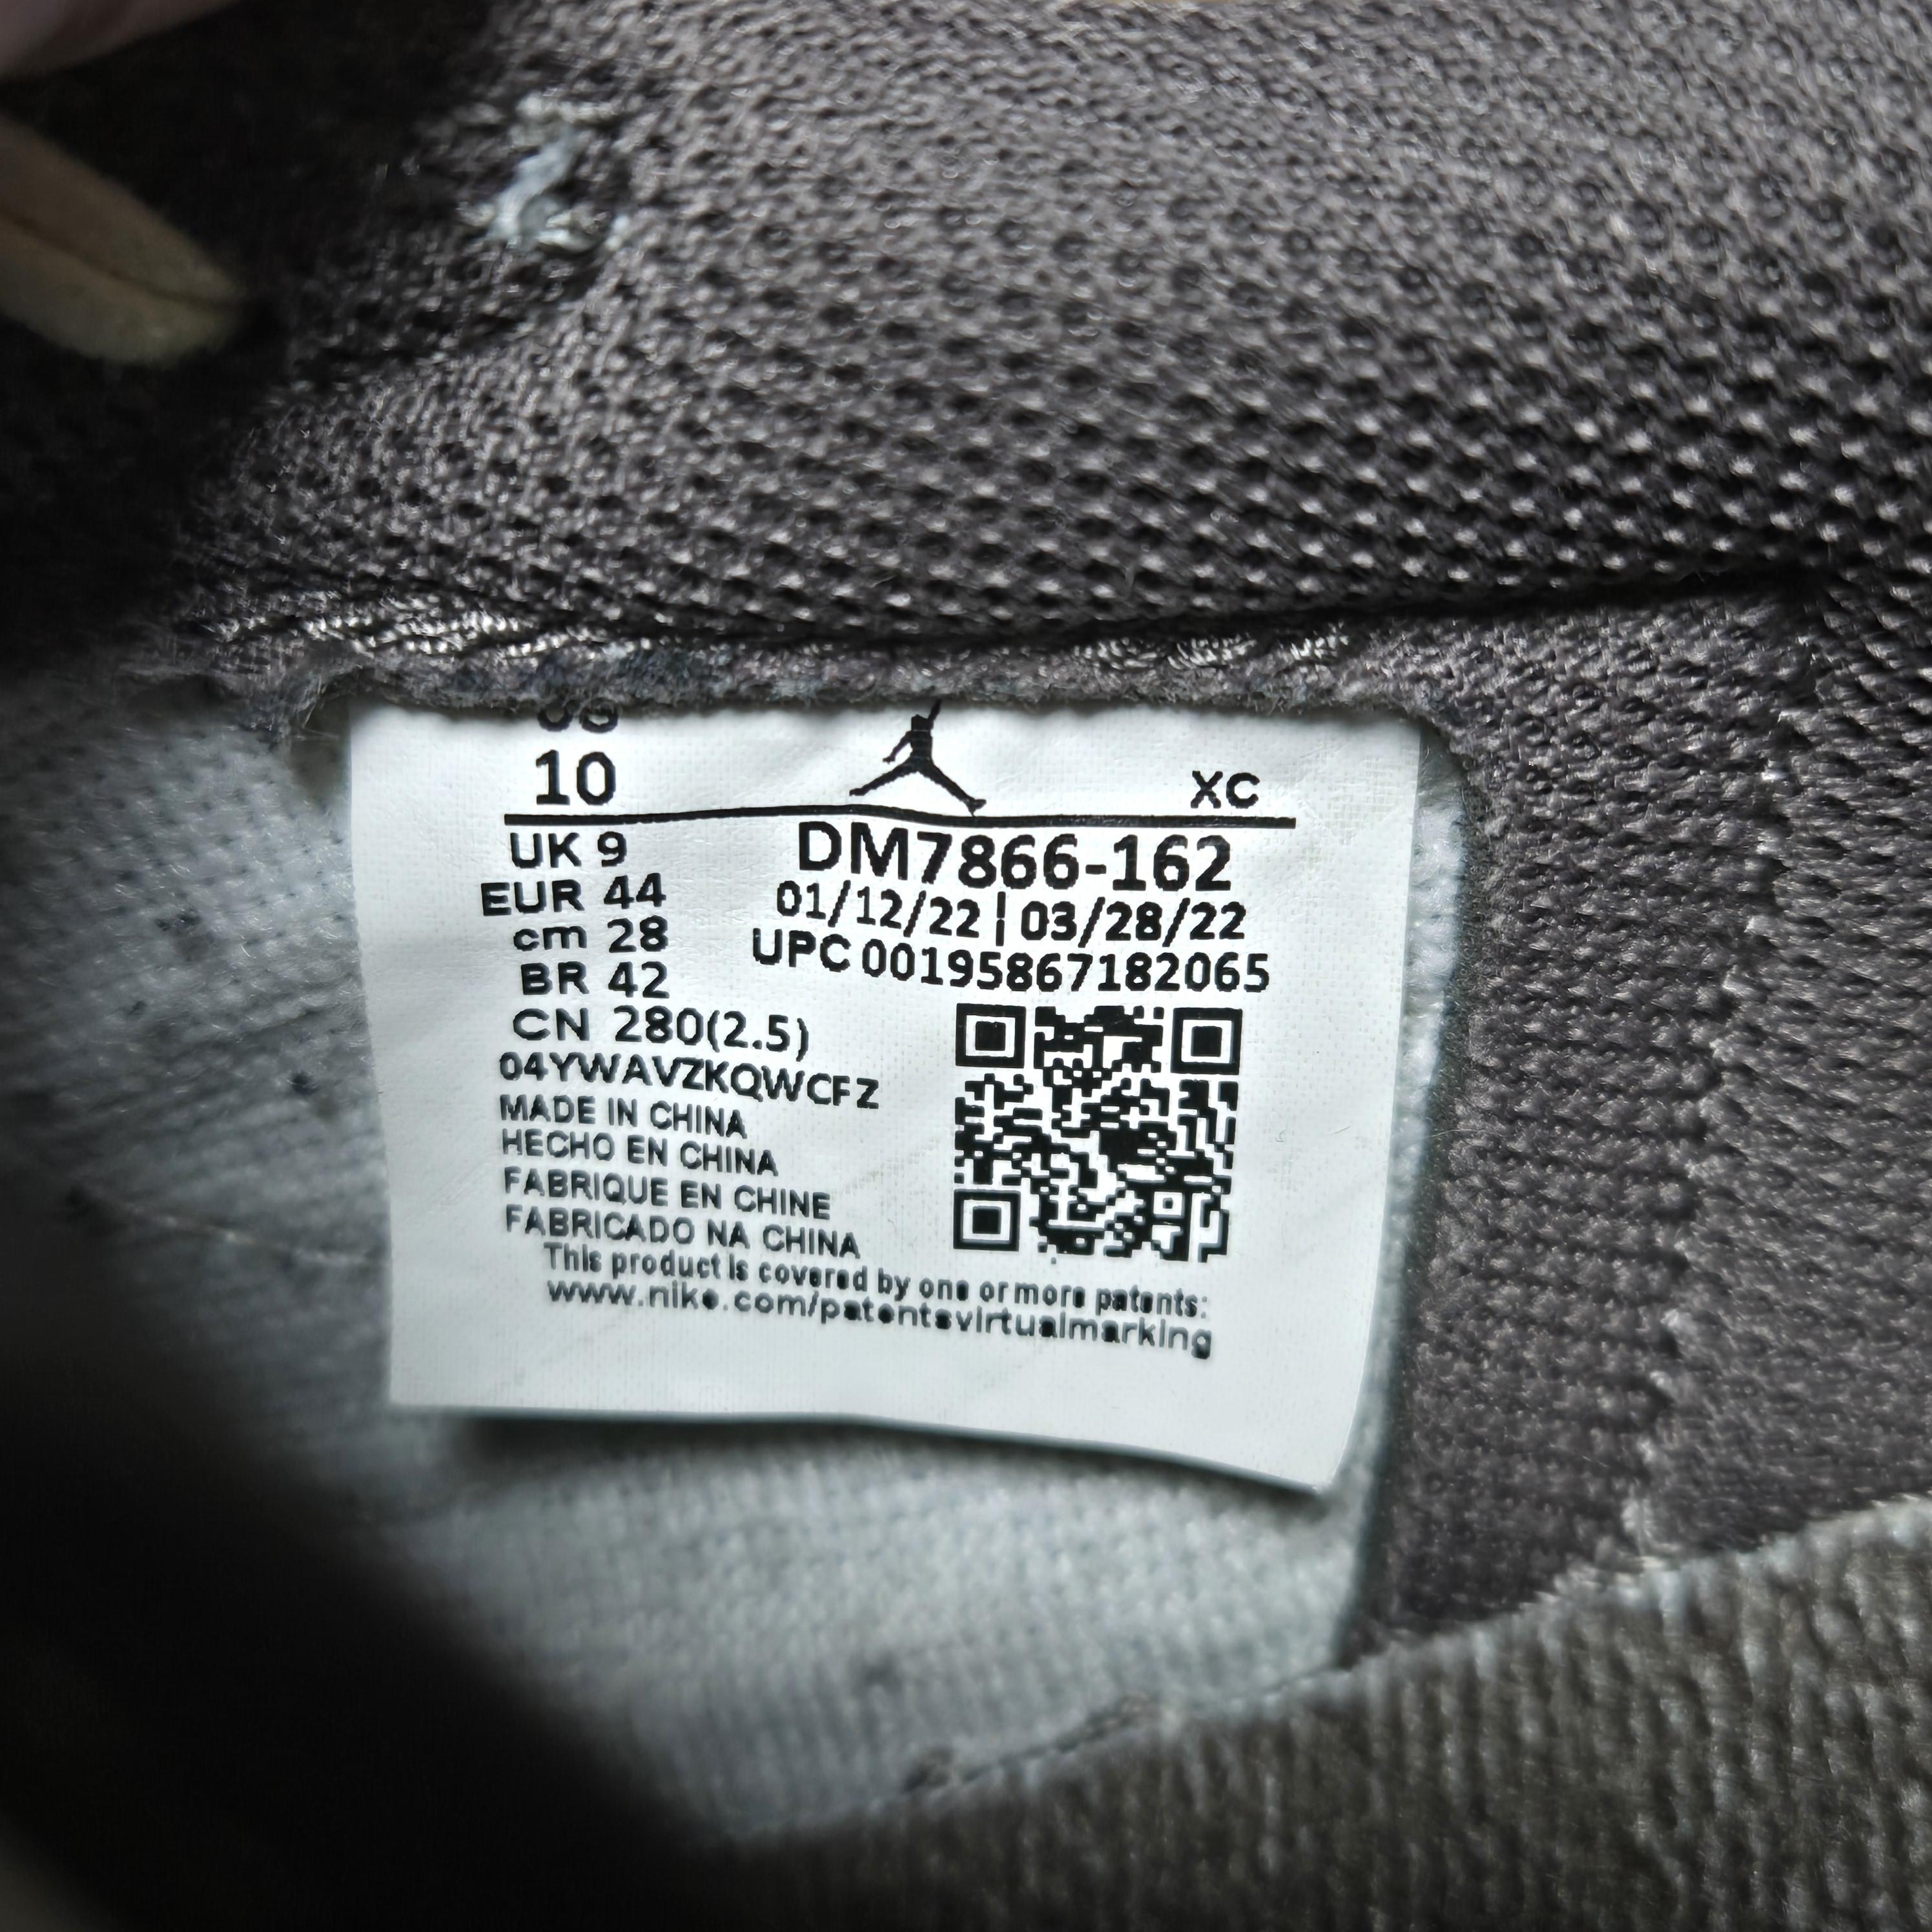 US
10
XC
UK 9
DM7866-162
EUR 44
01/12/22 | 03/28/22
cm 28
UPC 00195867182065
BR 42
CN 280(2.5)
04YWAVZKQWCFZ
MADE IN CHINA
HECHO EN CHINA
FABRIQUE EN CHINE
FABRICADO NA CHINA
This product is covered by one or more patents:
www.nike.com/patentsvirtualmarking